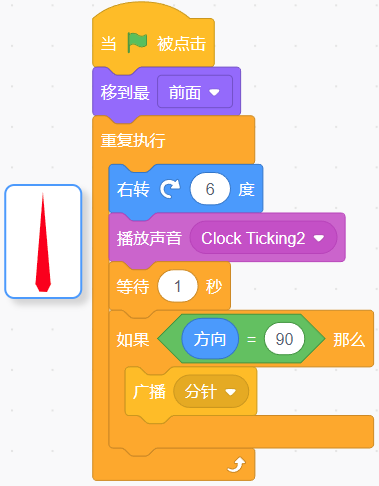 当 被点击
移到最 前面
重复执行
右转 6 度
播放声音 Clock Ticking2
等待 1 秒
如果 方向 = 90 那么
广播 分针